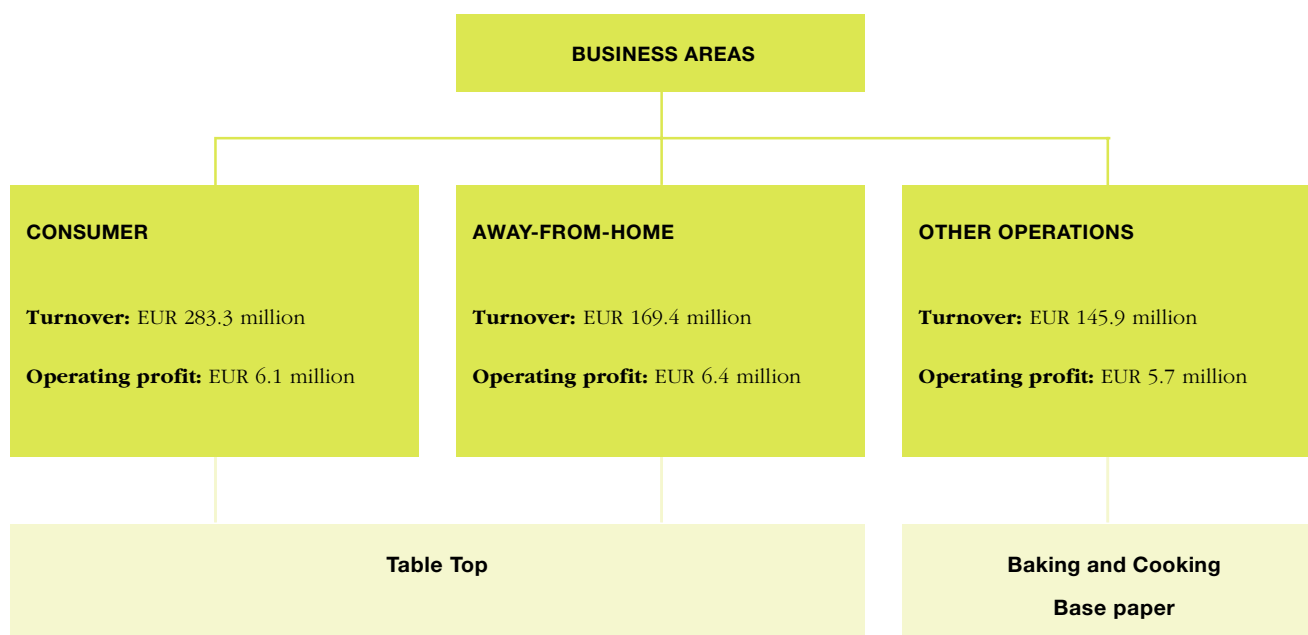 BUSINESS AREAS
CONSUMER
Turnover: EUR 283.3 million
Operating profit: EUR 6.1 million
AWAY-FROM-HOME
Turnover: EUR 169.4 million
Operating profit: EUR 6.4 million
OTHER OPERATIONS
Turnover: EUR 145.9 million
Operating profit: EUR 5.7 million
Table Top
Baking and Cooking
Base paper